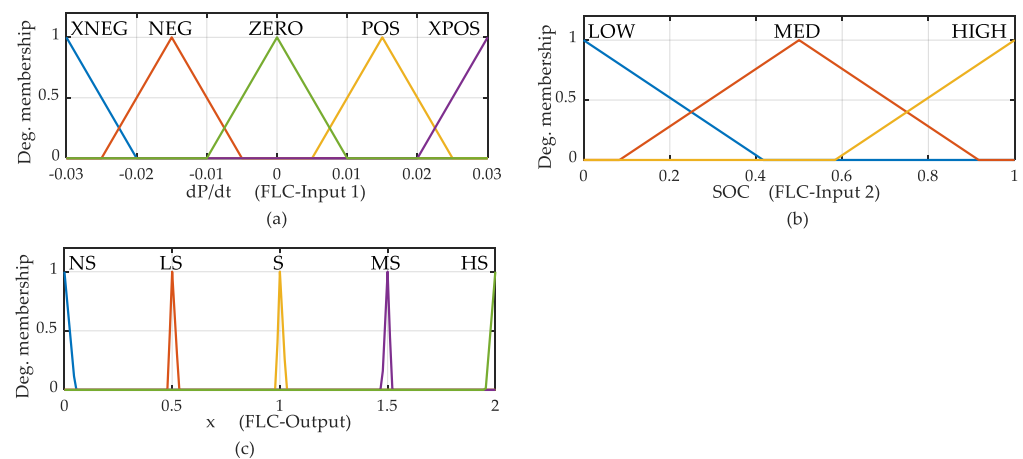 XNEG NEG ZERO POS XPOS
1
0.5
0
Deg. membership
-0.03 -0.02 -0.01 0 0.01 0.02 0.03
dP/dt (FLC-Input 1)
(a)
LOW MED HIGH
1
0.5
0
Deg. membership
0 0.2 0.4 0.6 0.8 1
SOC (FLC-Input 2)
(b)
NS LS S MS HS
1
0.5
0
Deg. membership
0 0.5 1 1.5 2
x (FLC-Output)
(c)